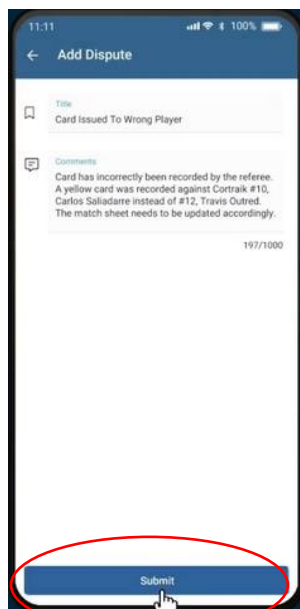 11:11 100%
Add Dispute
Title
Card Issued To Wrong Player
Comments
Card has incorrectly been recorded by the referee.
A yellow card was recorded against Cortraik #10,
Carlos Saliadarre instead of #12, Travis Outred.
The match sheet needs to be updated accordingly.
197/1000
Submit